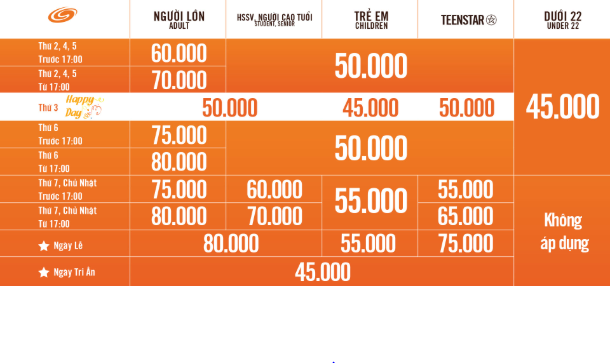 NGƯỜI LỚN
ADULT
HSSV, NGƯỜI CAO TUỔI
STUDENT, SENIOR
TRẺ EM
CHILDREN
TEENSTAR
DƯỚI 22
UNDER 22
Thứ 2, 4, 5
Trước 17:00
60.000
50.000
45.000
Thứ 2, 4, 5
Từ 17:00
70.000
Thứ 3 Happy Day
50.000
45.000
50.000
Thứ 6
Trước 17:00
75.000
50.000
Thứ 6
Từ 17:00
80.000
Thứ 7, Chủ Nhật
Trước 17:00
75.000
60.000
55.000
55.000
Không
áp dụng
Thứ 7, Chủ Nhật
Từ 17:00
80.000
70.000
65.000
Ngày Lễ
80.000
55.000
75.000
Ngày Tri Ân
45.000